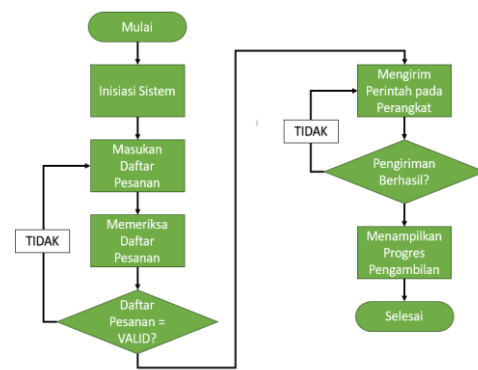 Mulai
Inisiasi Sistem
Masukan
Daftar
Pesanan
Memeriksa
Daftar
Pesanan
TIDAK
Daftar
Pesanan =
VALID?
Mengirim
Perintah pada
Perangkat
TIDAK
Pengiriman
Berhasil?
Menampilkan
Progres
Pengambilan
Selesai